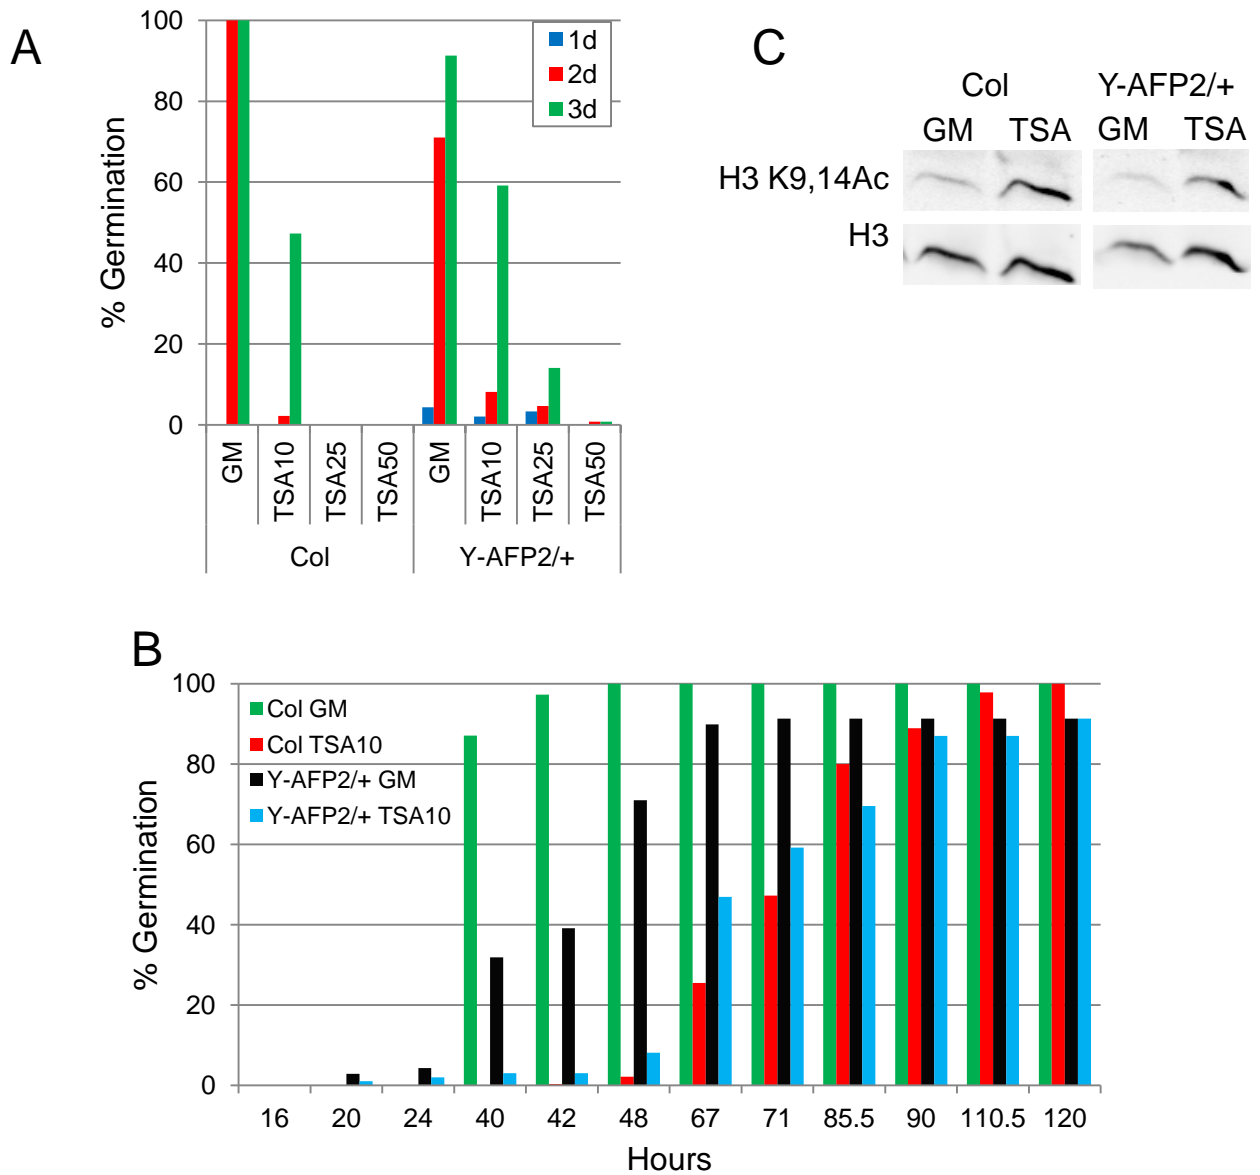 A
% Germination
100
80
60
40
20
0
1d
2d
3d
GM
TSA10
TSA25
TSA50
GM
TSA10
TSA25
TSA50
Col
Y-AFP2/+
C
Col
Y-AFP2/+
GM
TSA
GM
TSA
H3 K9,14Ac
H3
B
% Germination
100
80
60
40
20
0
Col GM
Col TSA10
Y-AFP2/+ GM
Y-AFP2/+ TSA10
16 20 24 40 42 48 67 71 85.5 90 110.5 120
Hours